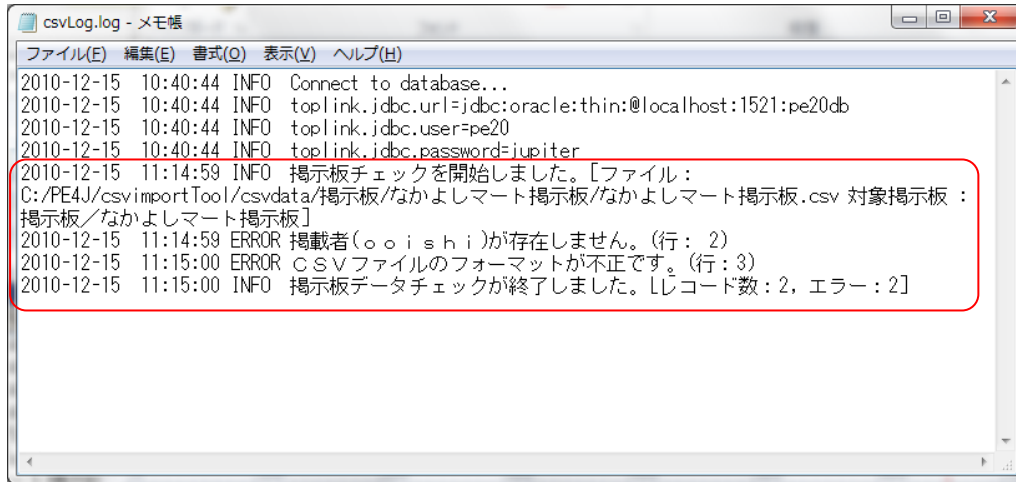 csvLog.log - メモ帳
ファイル(F) 編集(E) 書式(O) 表示(V) ヘルプ(H)
2010-12-15 10:40:44 INFO Connect to database...
2010-12-15 10:40:44 INFO toplink.jdbc.url=jdbc:oracle:thin:@localhost:1521:pe20db
2010-12-15 10:40:44 INFO toplink.jdbc.user=pe20
2010-12-15 10:40:44 INFO toplink.jdbc.password=jupiter
2010-12-15 11:14:59 INFO 掲示板チェックを開始しました。[ファイル：
C:/PE4J/csvimportTool/csvdata/掲示板/なかよしマート掲示板/なかよしマート掲示板.csv 対象掲示板 ：
掲示板／なかよしマート掲示板]
2010-12-15 11:14:59 ERROR 掲載者(ｏｏｉｓｈｉ)が存在しません。(行： 2)
2010-12-15 11:15:00 ERROR ＣＳＶファイルのフォーマットが不正です。(行：3)
2010-12-15 11:15:00 INFO 掲示板データチェックが終了しました。[レコード数：2, エラー：2]